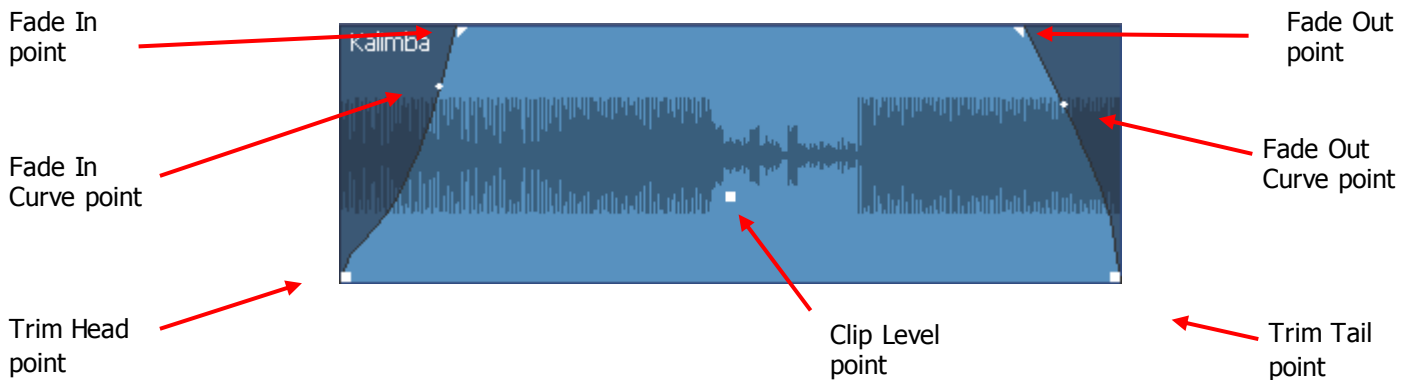 Fade In
point
Kalimba
Fade Out
point
Fade In
Curve point
Fade Out
Curve point
Trim Head
point
Clip Level
point
Trim Tail
point